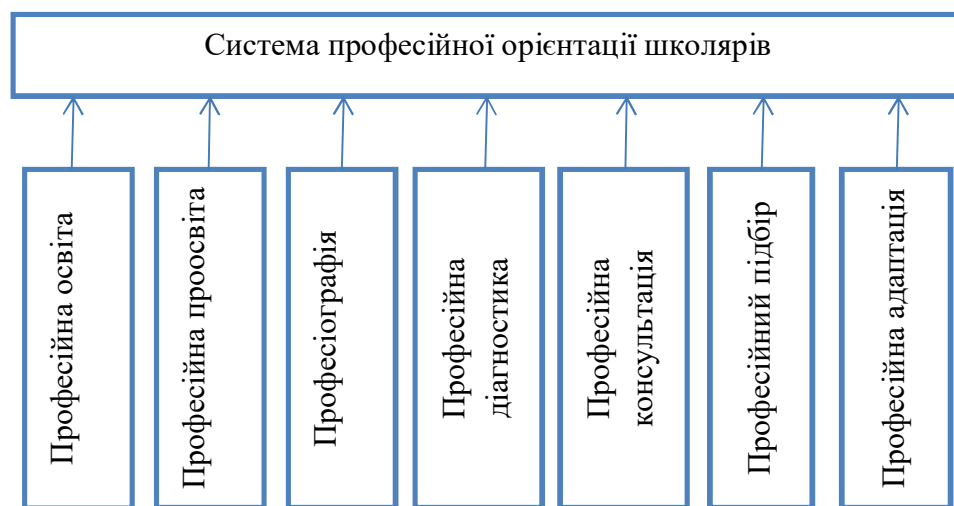 Система професійної орієнтації школярів
Професійна освіта
Професійна проосвіта
Професіографія
Професійна
діагностика
Професійна
консультація
Професійний підбір
Професійна адаптація